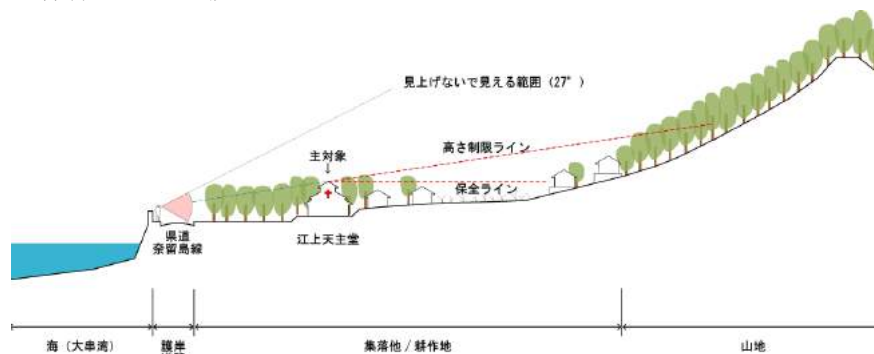 見上げないで見える範囲（27°）
高さ制限ライン
主対象
↓
保全ライン
県道
奈留島線
江上天主堂
海（大串湾）
護岸
集落他 / 耕作地
山地